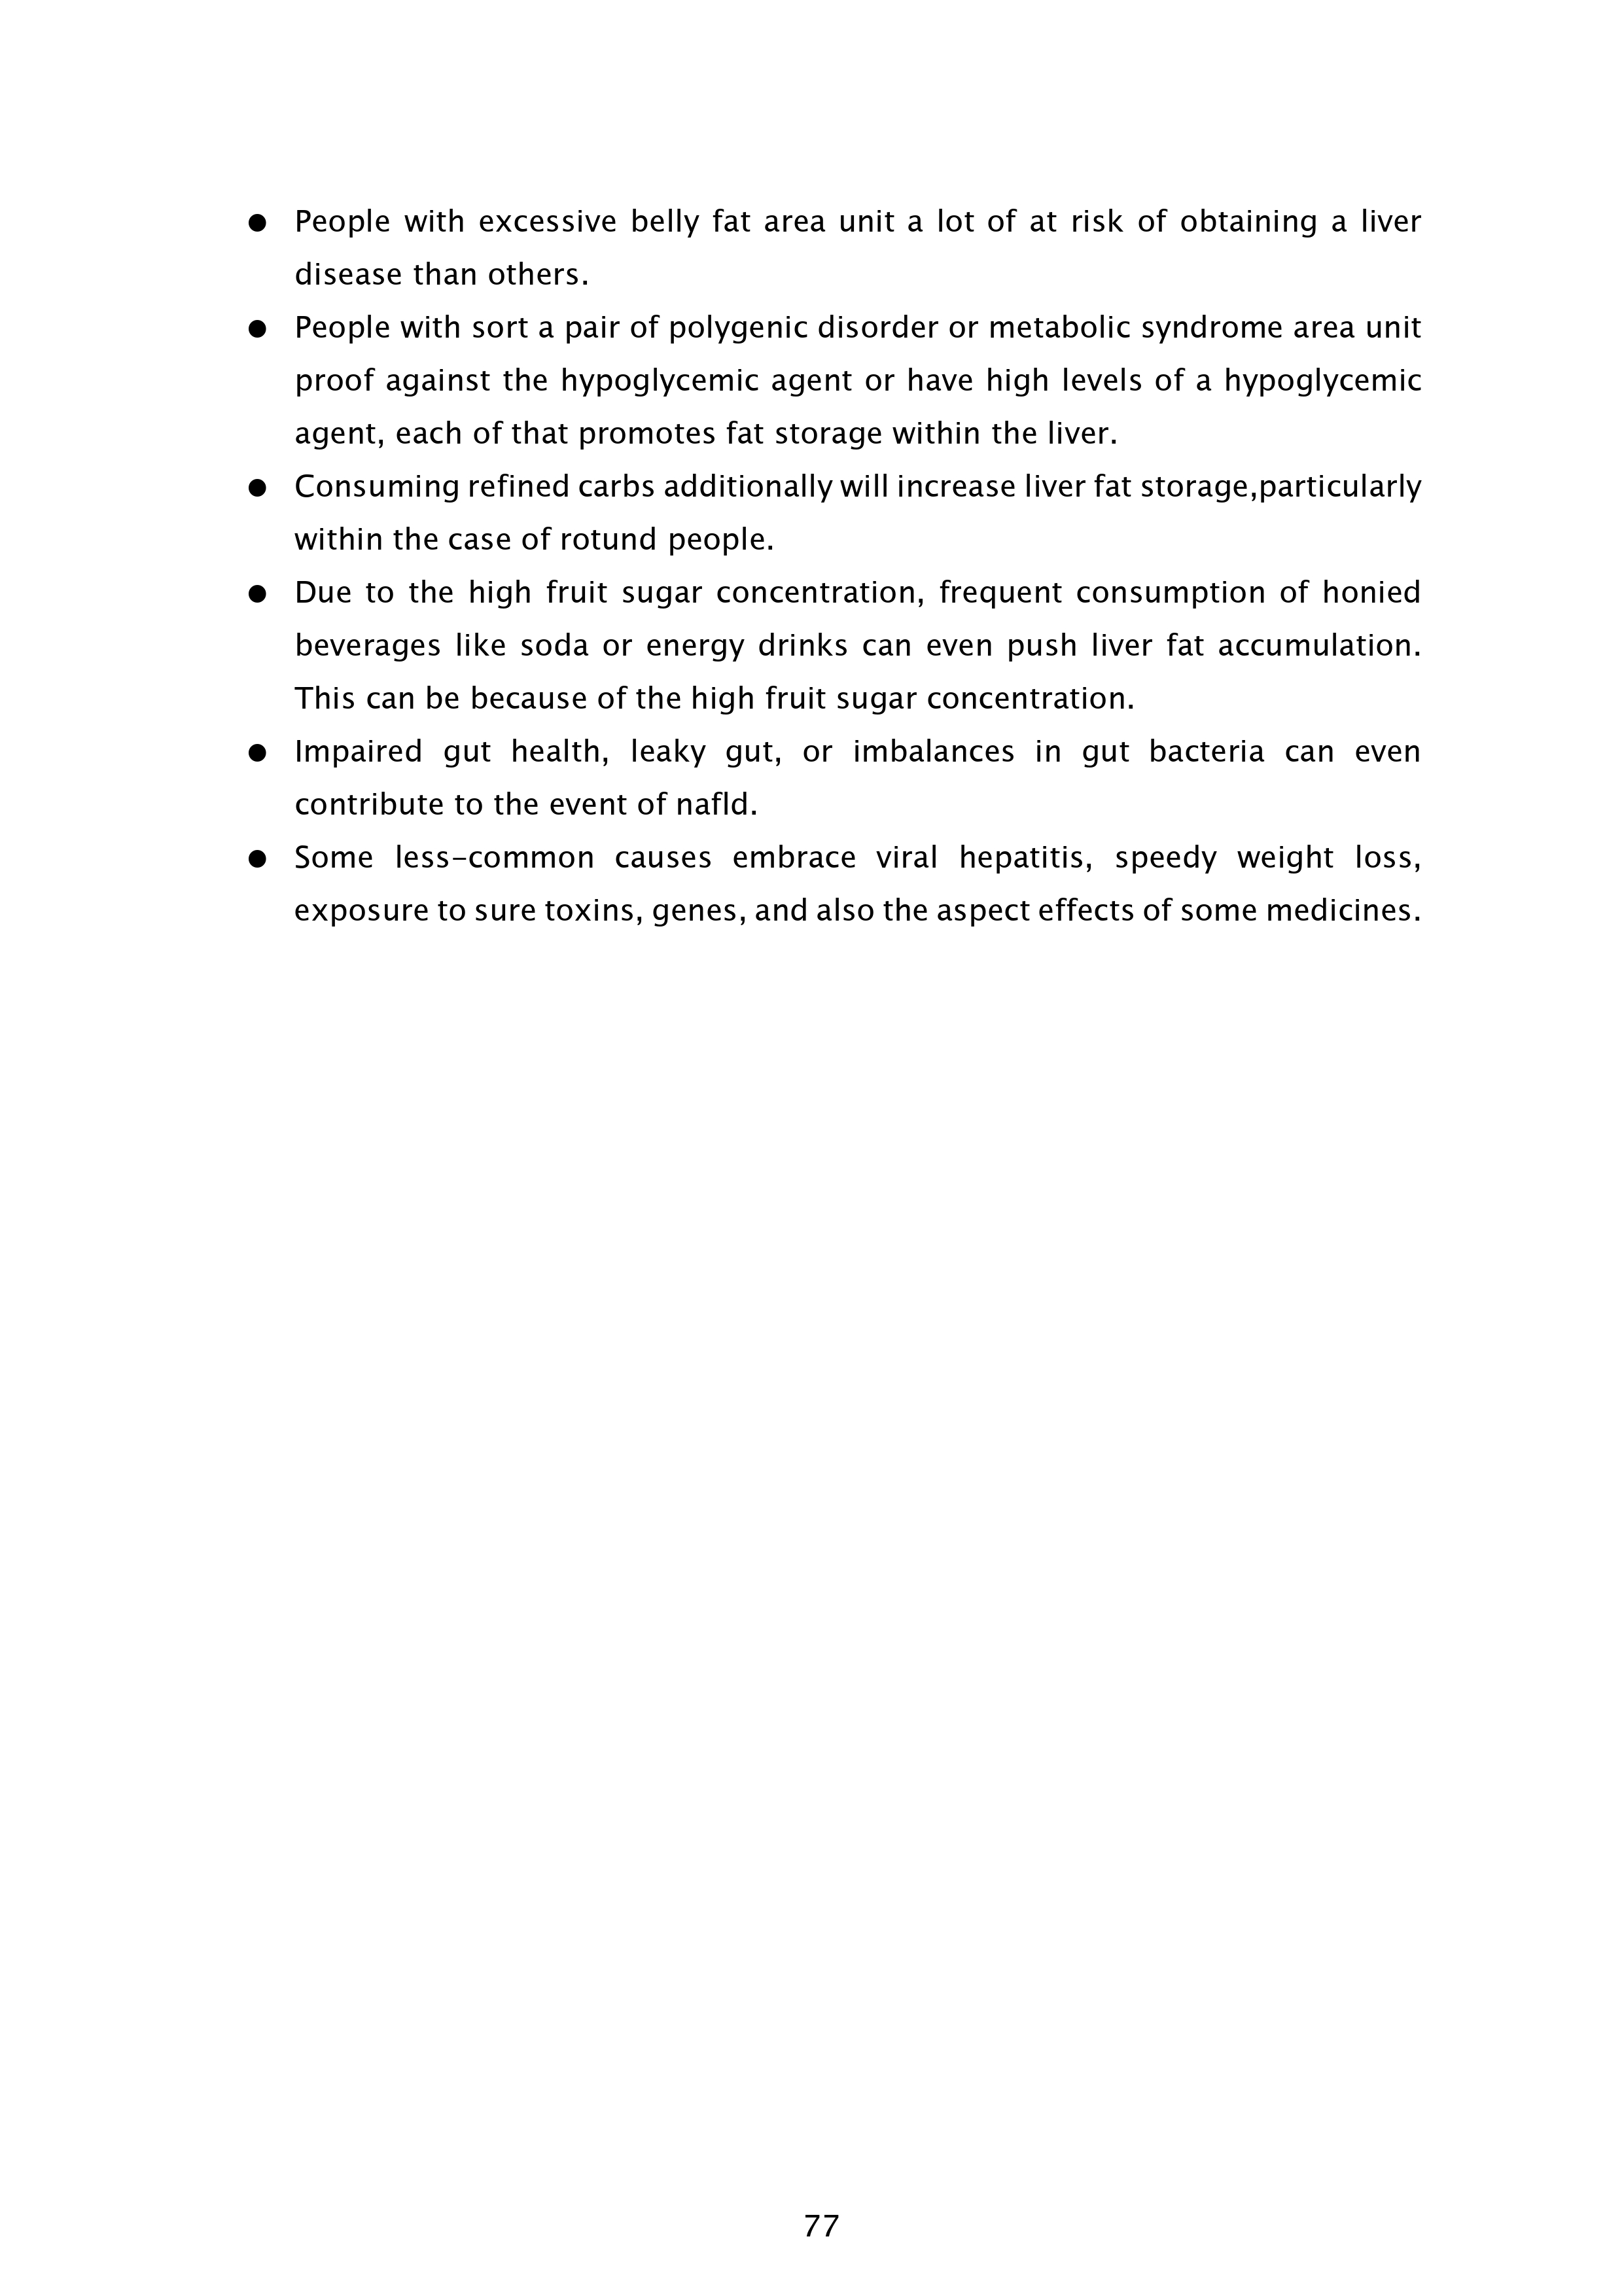 ● People with excessive belly fat area unit a lot of at risk of obtaining a liver
disease than others.
● People with sort a pair of polygenic disorder or metabolic syndrome area unit
proof against the hypoglycemic agent or have high levels of a hypoglycemic
agent, each of that promotes fat storage within the liver.
● Consuming refined carbs additionally will increase liver fat storage,particularly
within the case of rotund people.
● Due to the high fruit sugar concentration, frequent consumption of honied
beverages like soda or energy drinks can even push liver fat accumulation.
This can be because of the high fruit sugar concentration.
● Impaired gut health, leaky gut, or imbalances in gut bacteria can even
contribute to the event of nafld.
● Some less-common causes embrace viral hepatitis, speedy weight loss,
exposure to sure toxins, genes, and also the aspect effects of some medicines.
77